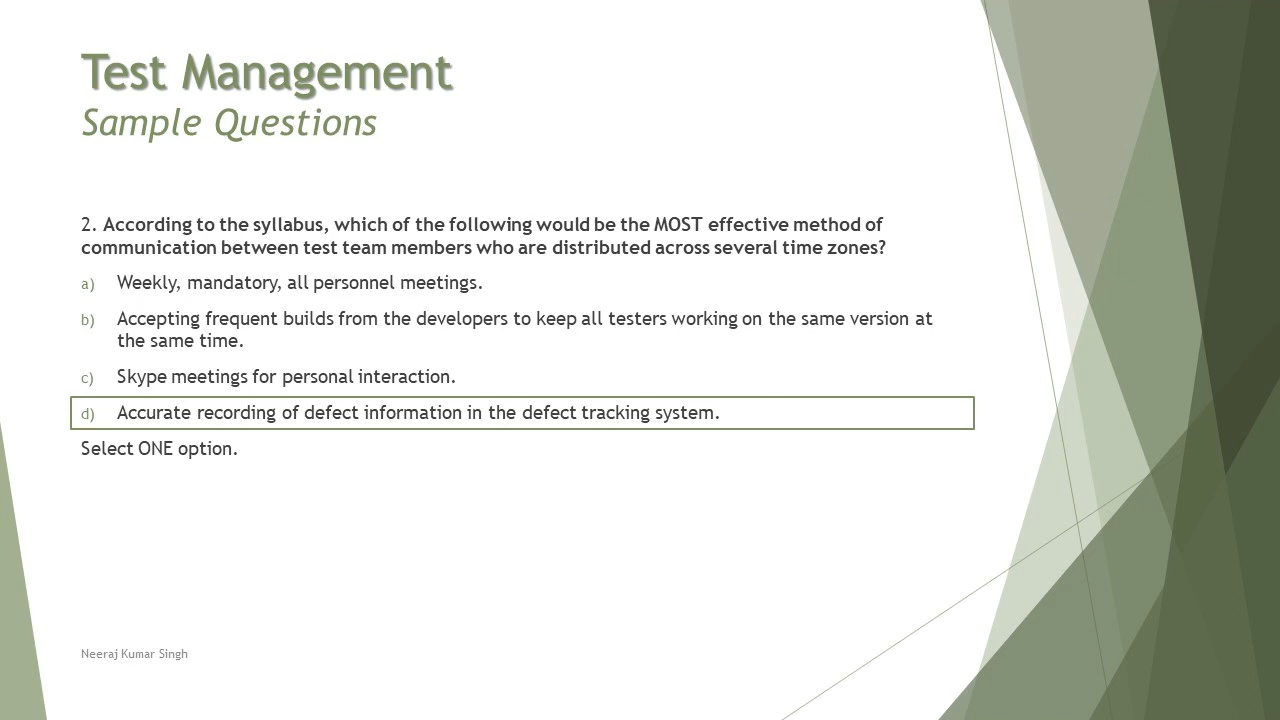 Test Management
Sample Questions
2. According to the syllabus, which of the following would be the MOST effective method of
communication between test team members who are distributed across several time zones?
a) Weekly, mandatory, all personnel meetings.
b) Accepting frequent builds from the developers to keep all testers working on the same version at
the same time.
c) Skype meetings for personal interaction.
d) Accurate recording of defect information in the defect tracking system.
Select ONE option.
Neeraj Kumar Singh